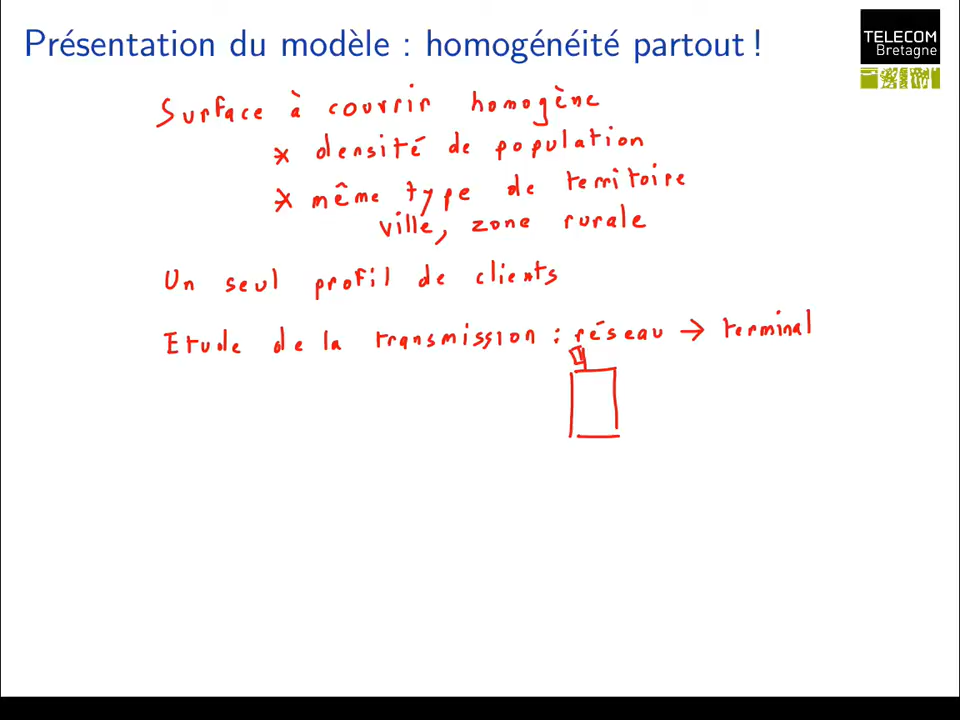 Présentation du modèle : homogénéité partout !
TELECOM
Bretagne
Surface à couvrir homogène
* densité de population
* même type de territoire
ville, zone rurale
Un seul profil de clients
Etude de la transmission : réseau → terminal